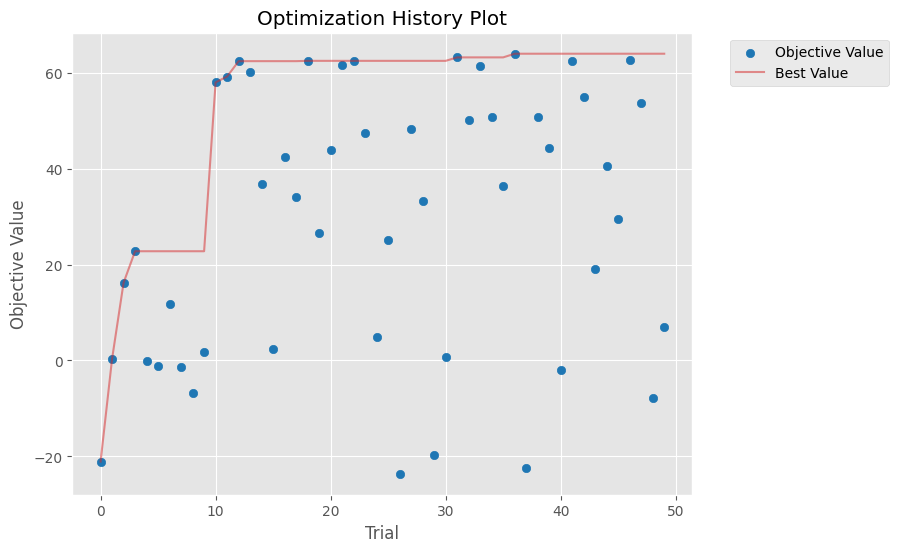 Optimization History Plot
Objective Value
Best Value
60
40
20
0
−20
Objective Value
0 10 20 30 40 50
Trial